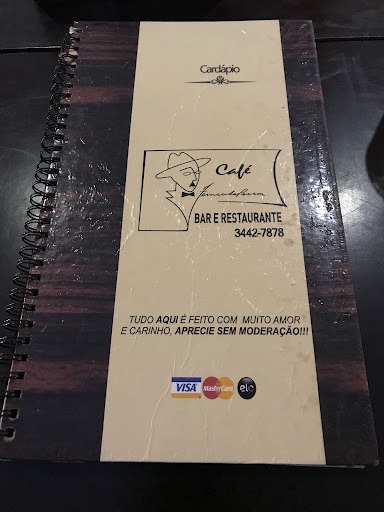 Cardápio
Café
Fernando Pessoa
BAR E RESTAURANTE
3442-7878
TUDO AQUI É FEITO COM MUITO AMOR
E CARINHO, APRECIE SEM MODERAÇÃO!!!
VISA MasterCard elo